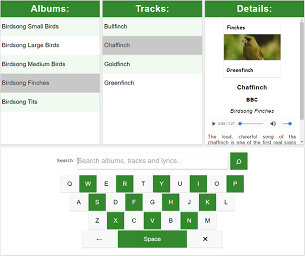 Albums:
Tracks:
Details:
Birdsong Small Birds
Birdsong Large Birds
Birdsong Medium Birds
Birdsong Finches
Birdsong Tits
Bullfinch
Chaffinch
Goldfinch
Greenfinch
Finches
Greenfinch
Chaffinch
BBC
Birdsong Finches
0:00 / 1:27
The loud, cheerful song of the
chaffinch is one of the first real signs
Search
Search albums, tracks and lyrics...
Q W E R T Y U I O P
A S D F G H J K L
Z X C V B N M
← Space ✕